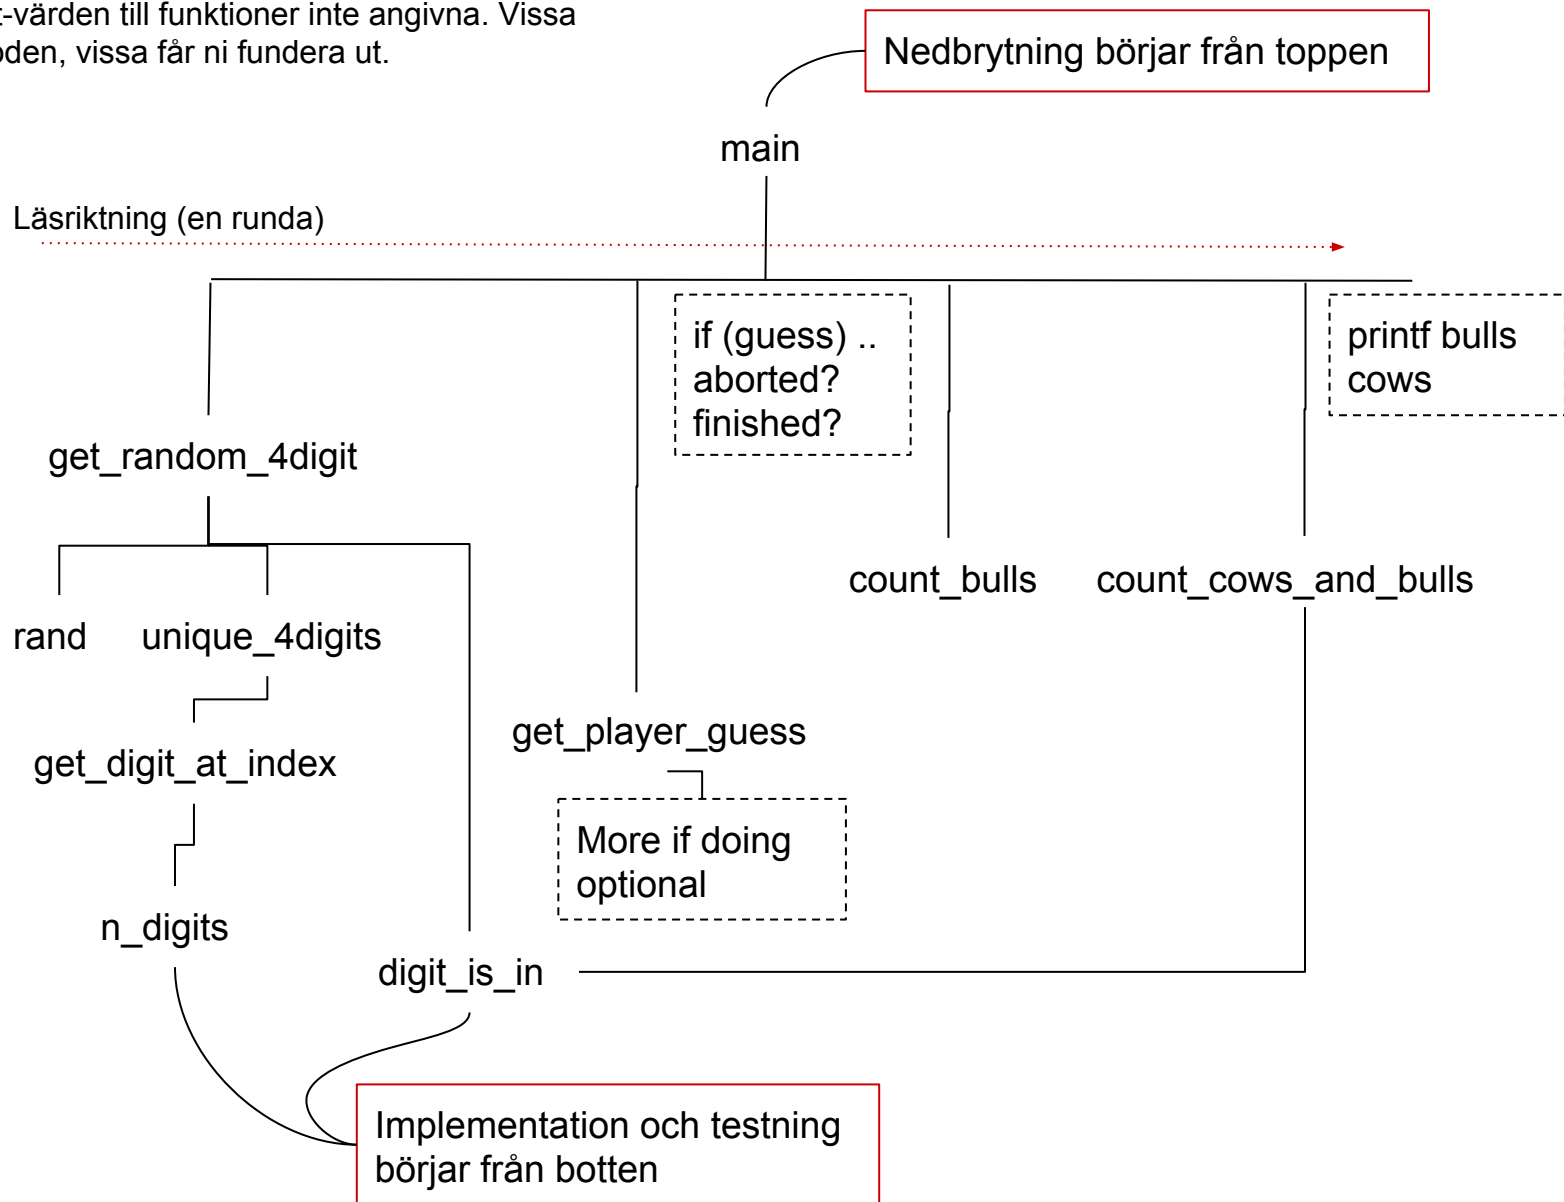 t-värden till funktioner inte angivna. Vissa
oden, vissa får ni fundera ut.
Nedbrytning börjar från toppen
main
Läsriktning (en runda)
if (guess) ..
aborted?
finished?
printf bulls
cows
get_random_4digit
count_bulls
count_cows_and_bulls
rand
unique_4digits
get_player_guess
get_digit_at_index
More if doing
optional
n_digits
digit_is_in
Implementation och testning
börjar från botten